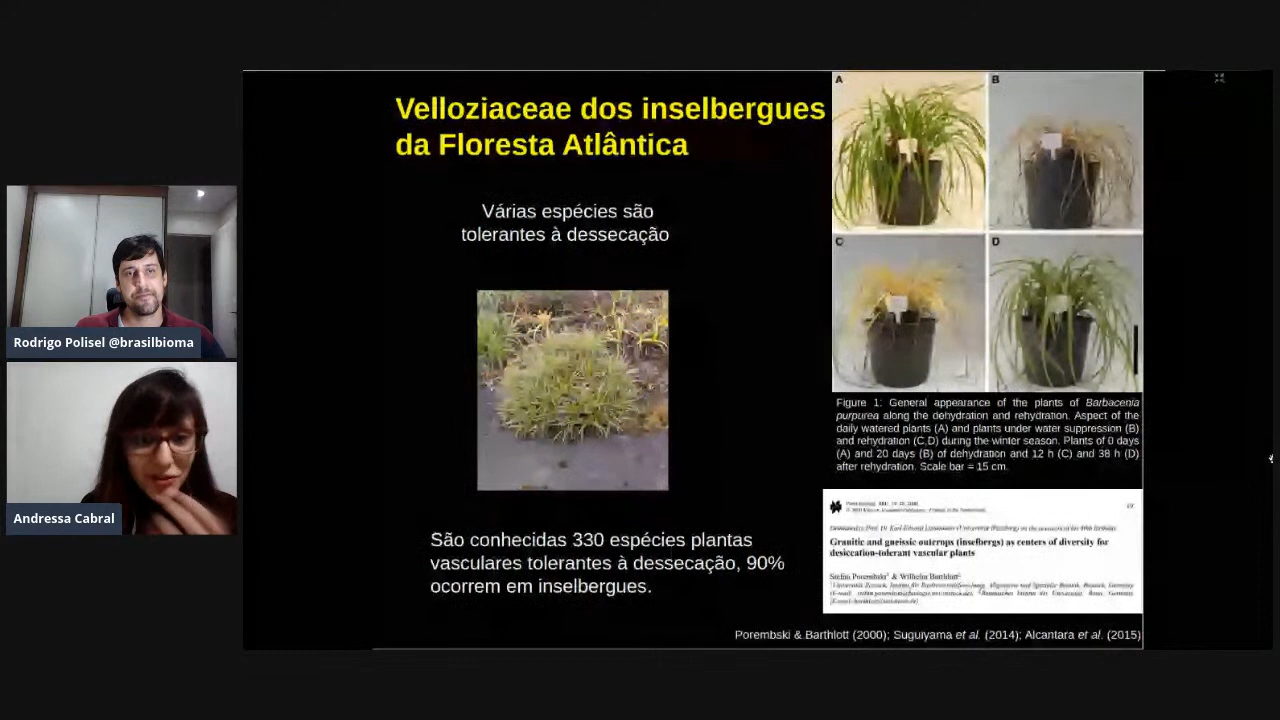 Velloziaceae dos inselbergues
da Floresta Atlântica
Várias espécies são
tolerantes à dessecação
São conhecidas 330 espécies plantas
vasculares tolerantes à dessecação, 90%
ocorrem em inselbergues.
A
B
C
D
Figure 1: General appearance of the plants of Barbacenia
purpurea along the dehydration and rehydration. Aspect of the
daily watered plants (A) and plants under water suppression (B)
and rehydration (C,D) during the winter season. Plants of 0 days
(A) and 20 days (B) of dehydration and 12 h (C) and 38 h (D)
after rehydration. Scale bar = 15 cm.
Granitic and gneissic outcrops (inselbergs) as centers of diversity for
desiccation-tolerant vascular plants
Porembski & Wilhelm Barthlott
Porembski & Barthlott (2000); Suguiyama et al. (2014); Alcantara et al. (2015)
Rodrigo Polisel @brasilbioma
Andressa Cabral